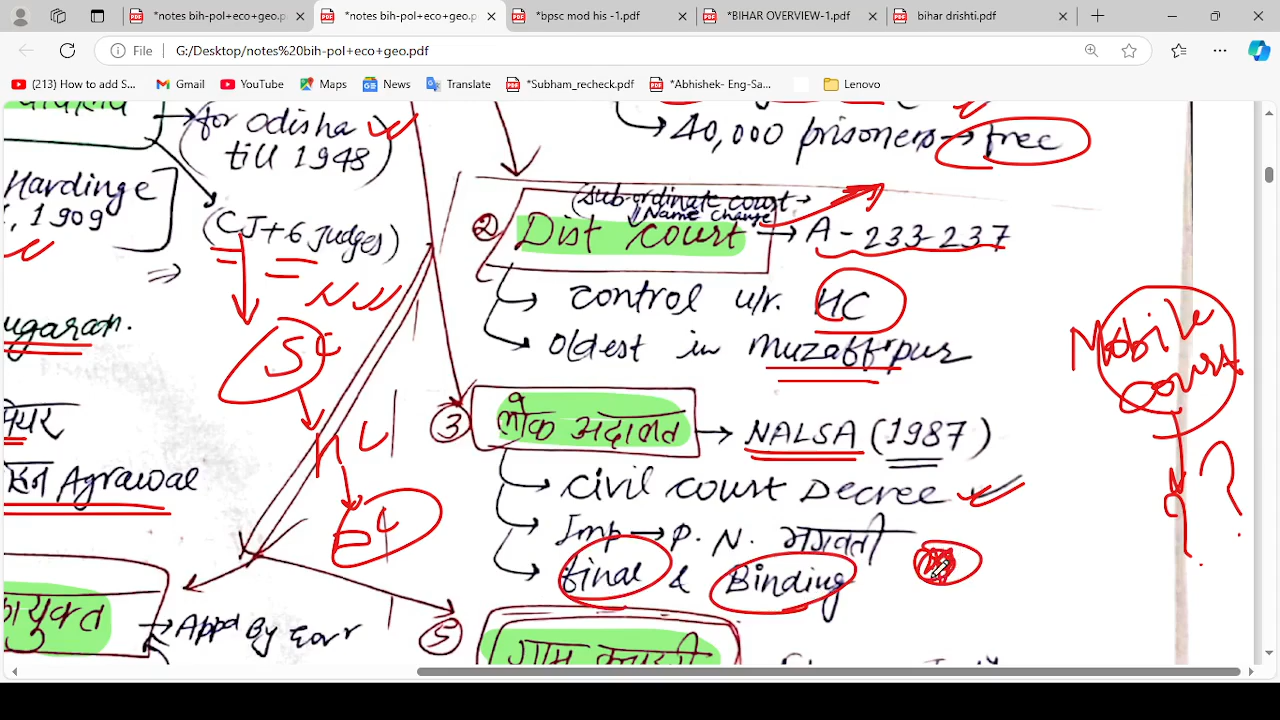 *notes bih-pol+eco+geo.p
*notes bih-pol+eco+geo.p
*bpsc mod his -1.pdf
*BIHAR OVERVIEW-1.pdf
bihar drishti.pdf
File
G:/Desktop/notes%20bih-pol+eco+geo.pdf
(213) How to add S...
Gmail
YouTube
Maps
News
Translate
*Subham_recheck.pdf
*Abhishek- Eng-Sa...
Lenovo
→for Odisha
till 1948)
Hardinge
, 1909
(CJ+6 Judges)
ugaran.
Agrawal
→Appd By Govr
→ 40,000 prisoners → free
(Sub-ordinate court →
Name change
② Dist court → A - 233-237
→ control u/r. HC
→ Oldest in Muzaffrpur
③ लोक अदालत → NALSA (1987)
→ Civil court Decree
→ Imp → P. N. भगवती
→ final & Binding
⑤
SC
HC
DC
Mobile
court
?